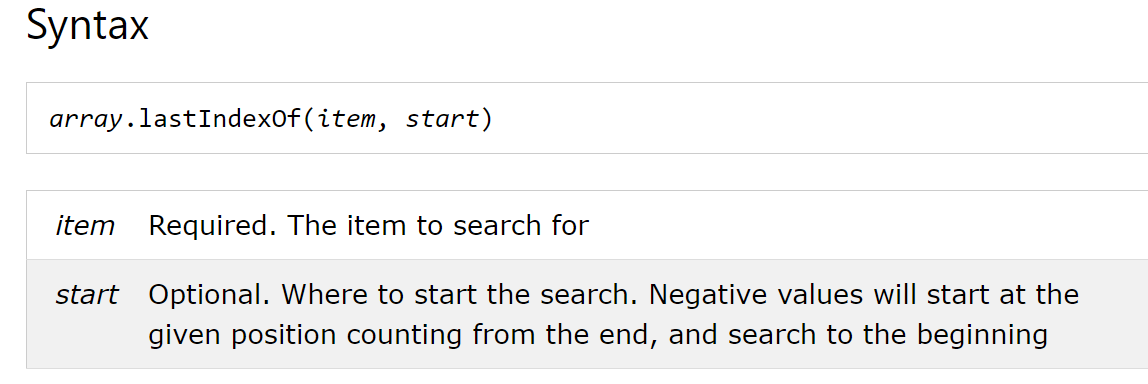 Syntax
array.lastIndexOf(item, start)
item Required. The item to search for
start Optional. Where to start the search. Negative values will start at the
given position counting from the end, and search to the beginning